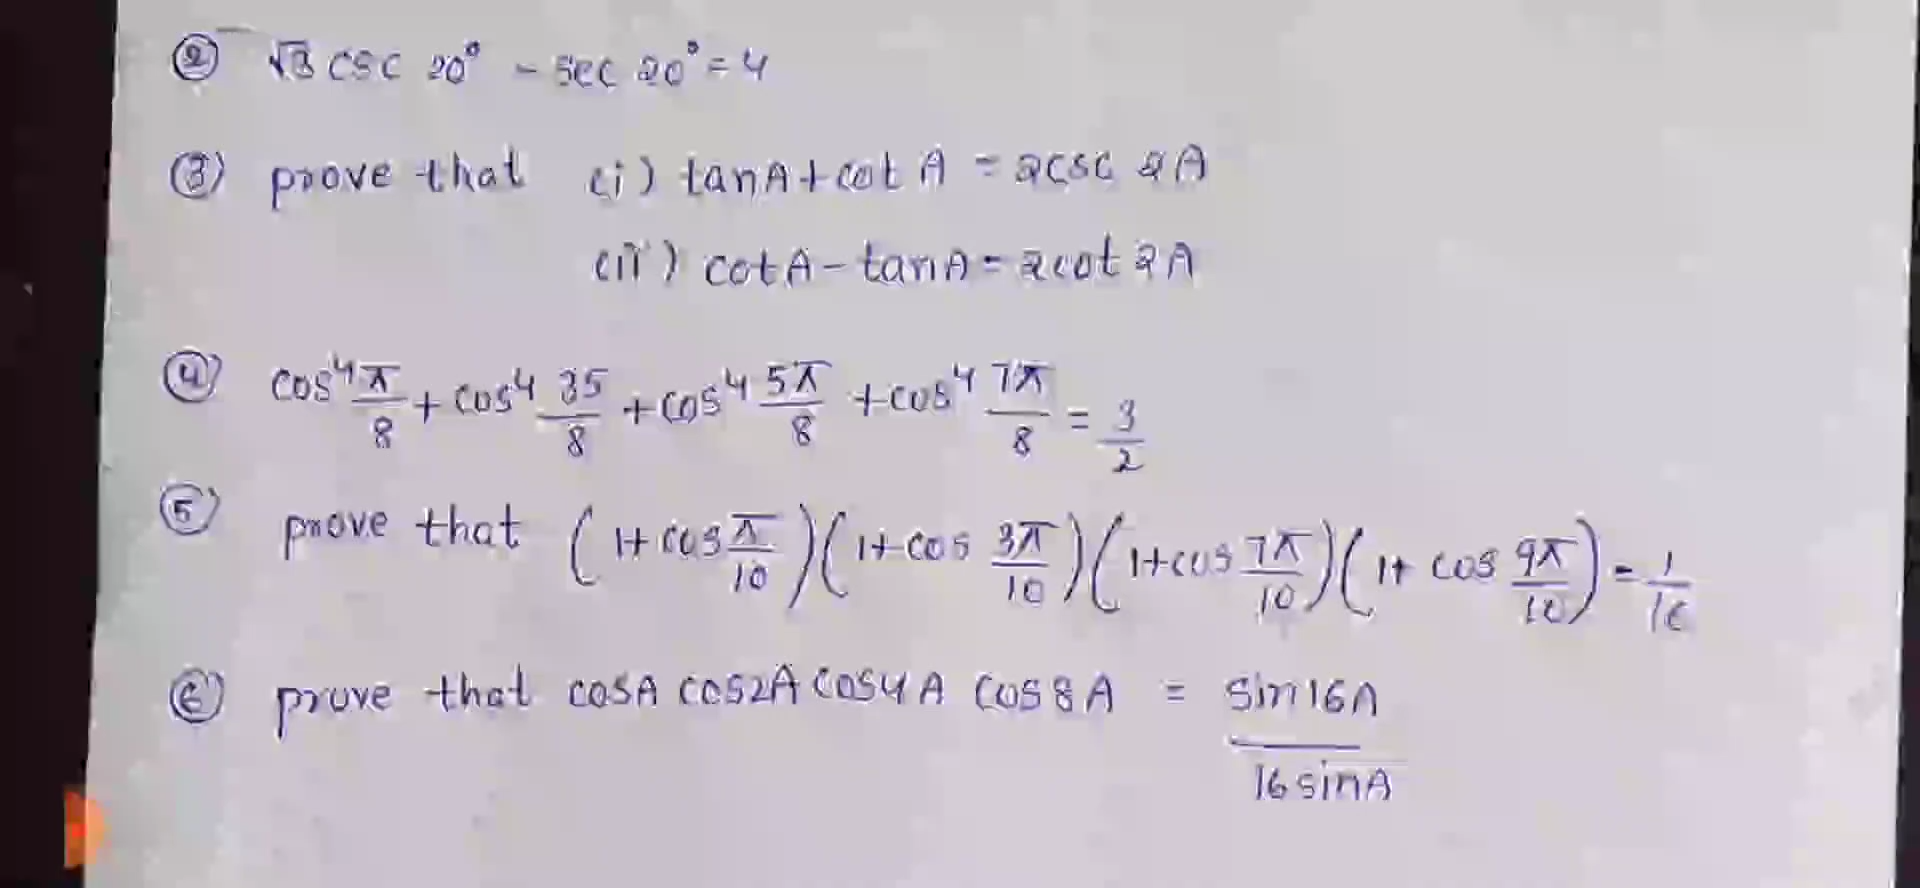 ② √3 csc 20° - sec 20° = 4
(3) prove that (i) tanA + cot A = 2csc 2A
(ii) cotA - tanA = 2cot 2A
④ cos⁴ π/8 + cos⁴ 35/8 + cos⁴ 5π/8 + cos⁴ 7π/8 = 3/2
⑤ prove that (1+ cos π/10)(1+cos 3π/10)(1+cos 7π/10)(1+ cos 9π/10) = 1/16
⑥ prove that cosA cos2A cos4A cos8A = sin16A/16sinA